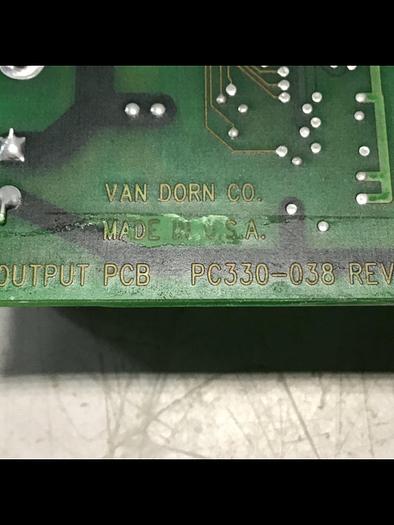 VAN DORN CO.
MADE IN U.S.A.
OUTPUT PCB PC330-038 REV